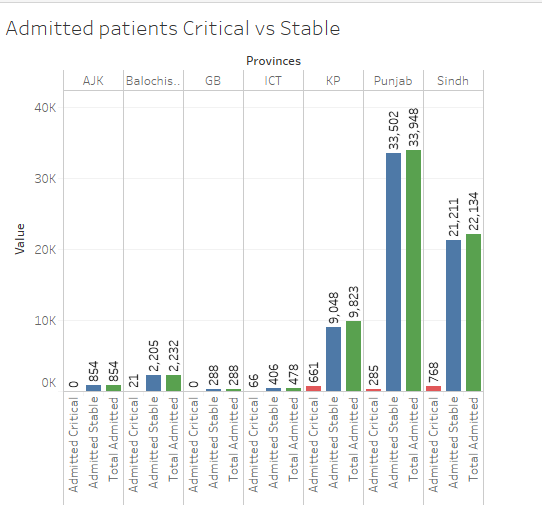 Admitted patients Critical vs Stable
Provinces
AJK
Balochis..
GB
ICT
KP
Punjab
Sindh
Value
40K
30K
20K
10K
0K
0
854
854
21
2,205
2,232
0
288
288
66
406
478
661
9,048
9,823
285
33,502
33,948
768
21,211
22,134
Admitted Critical
Admitted Stable
Total Admitted
Admitted Critical
Admitted Stable
Total Admitted
Admitted Critical
Admitted Stable
Total Admitted
Admitted Critical
Admitted Stable
Total Admitted
Admitted Critical
Admitted Stable
Total Admitted
Admitted Critical
Admitted Stable
Total Admitted
Admitted Critical
Admitted Stable
Total Admitted